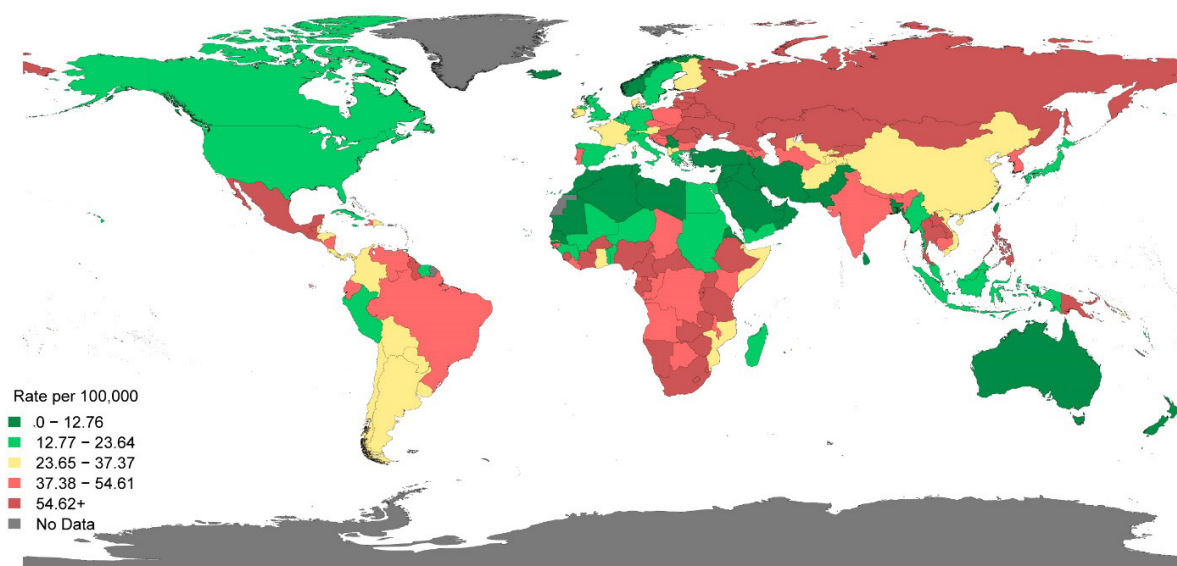 Rate per 100,000
.0 – 12.76
12.77 – 23.64
23.65 – 37.37
37.38 – 54.61
54.62+
No Data